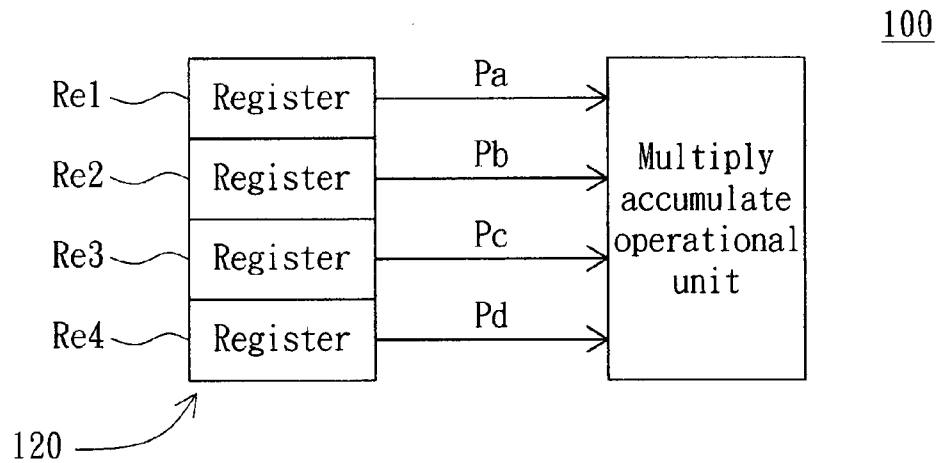 100
Re1 Register Pa
Re2 Register Pb
Re3 Register Pc
Re4 Register Pd
Multiply
accumulate
operational
unit
120